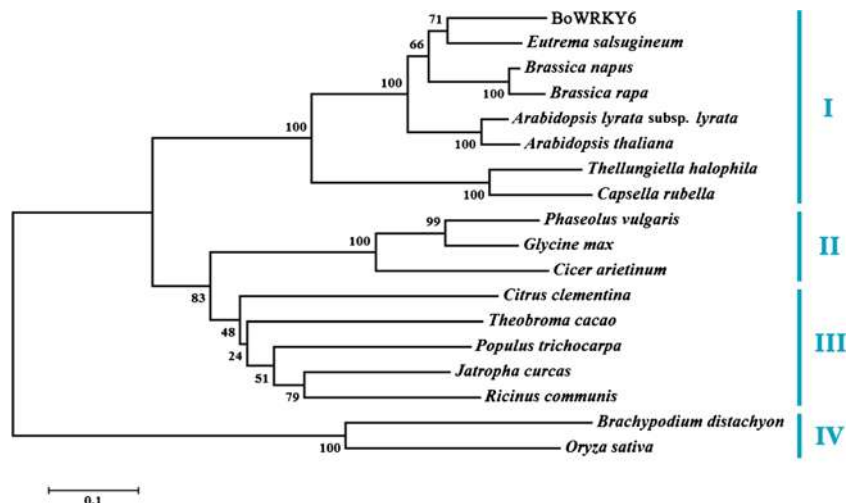 BoWRKY6
71
Eutrema salsugineum
66
Brassica napus
100
Brassica rapa
100
I
Arabidopsis lyrata subsp. lyrata
100
Arabidopsis thaliana
100
Thellungiella halophila
100
Capsella rubella
Phaseolus vulgaris
99
Glycine max
II
100
Cicer arietinum
83
Citrus clementina
48
Theobroma cacao
24
Populus trichocarpa
III
51
Jatropha curcas
79
Ricinus communis
Brachypodium distachyon
IV
100
Oryza sativa
0.1